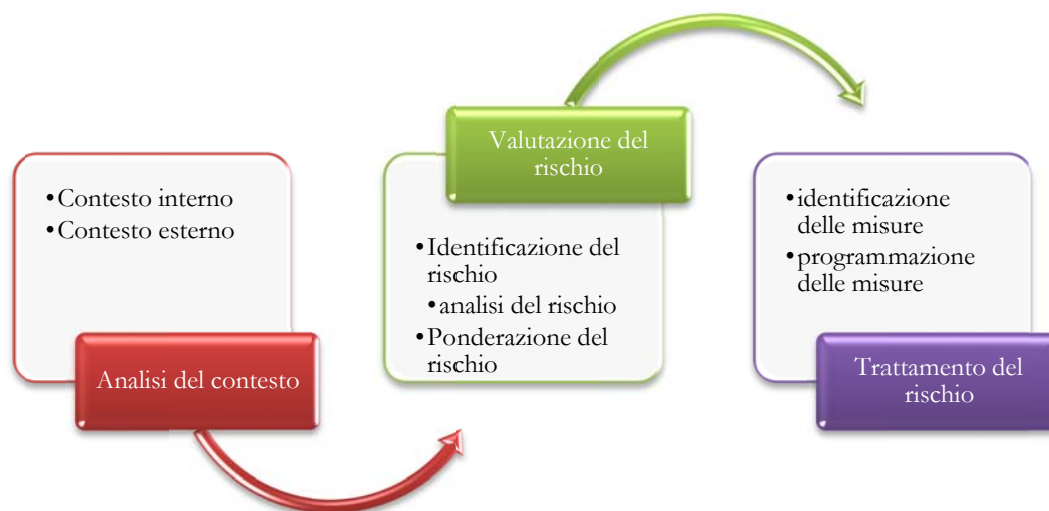 •Contesto interno
•Contesto esterno
Analisi del contesto
Valutazione del
rischio
•Identificazione del
rischio
•analisi del rischio
•Ponderazione del
rischio
•identificazione
delle misure
•programmazione
delle misure
Trattamento del
rischio